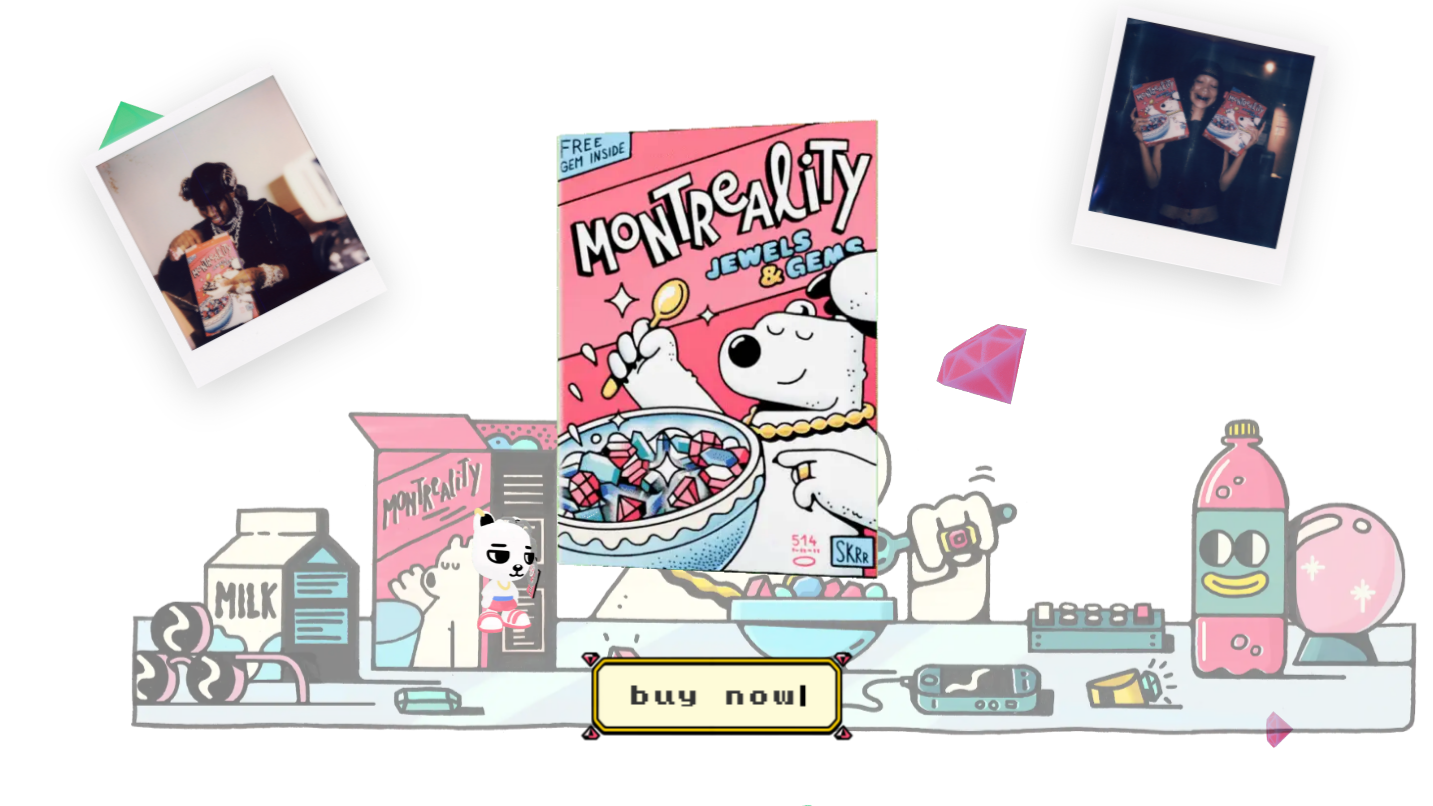 FREE
GEM INSIDE
MONTREALITY
JEWELS
& GEMS
514
SKRR
MONTREALITY
MILK
buy now